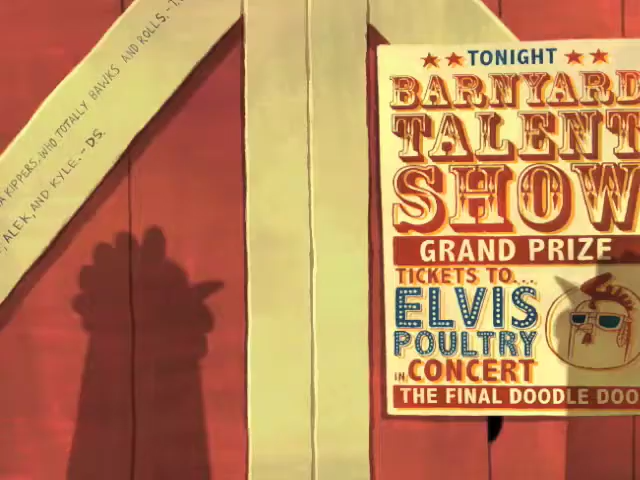 A KIPPERS, WHO TOTALLY BAWKS AND ROLLS. - T.
, ALEK, AND KYLE. - DS.
TONIGHT
BARNYARD
TALENT
SHOW
GRAND PRIZE
TICKETS TO...
ELVIS
POULTRY
IN CONCERT
THE FINAL DOODLE DOO